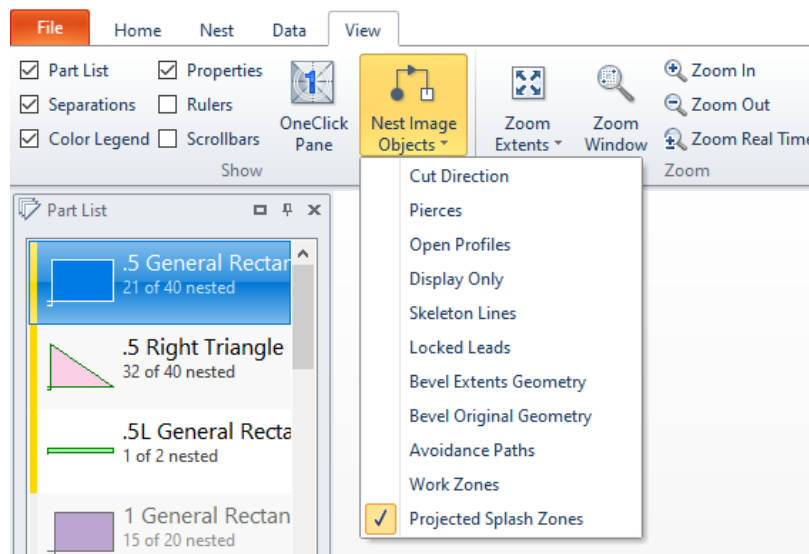 File Home Nest Data View
Part List Properties
Separations Rulers
Color Legend Scrollbars
OneClick
Pane
Nest Image
Objects
Zoom
Extents
Zoom
Window
Zoom In
Zoom Out
Zoom Real Time
Show
Zoom
Cut Direction
Pierces
Open Profiles
Display Only
Skeleton Lines
Locked Leads
Bevel Extents Geometry
Bevel Original Geometry
Avoidance Paths
Work Zones
Projected Splash Zones
Part List
.5 General Rectan
21 of 40 nested
.5 Right Triangle
32 of 40 nested
.5L General Recta
1 of 2 nested
1 General Rectan
15 of 20 nested